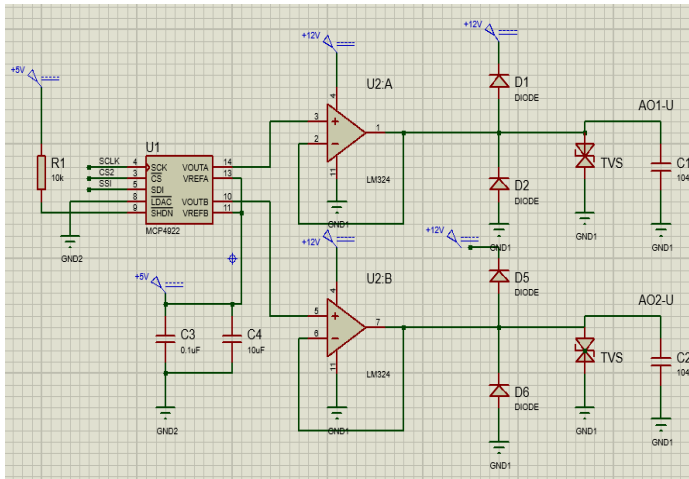 +12V
+12V
+5V
U2:A
D1
DIODE
AO1-U
4
3
2
1
11
LM324
U1
R1
10k
SCLK
CS2
SSI
4
3
5
8
9
SCK
CS
SDI
LDAC
SHDN
VOUTA
VREFA
VOUTB
VREFB
14
13
10
11
MCP4922
D2
DIODE
TVS
C1
104
GND2
GND1
GND1
GND1
GND1
+12V
+12V
+5V
U2:B
D5
DIODE
AO2-U
4
5
6
7
11
LM324
C3
0.1uF
C4
10uF
TVS
C2
104
D6
DIODE
GND2
GND1
GND1
GND1
GND1